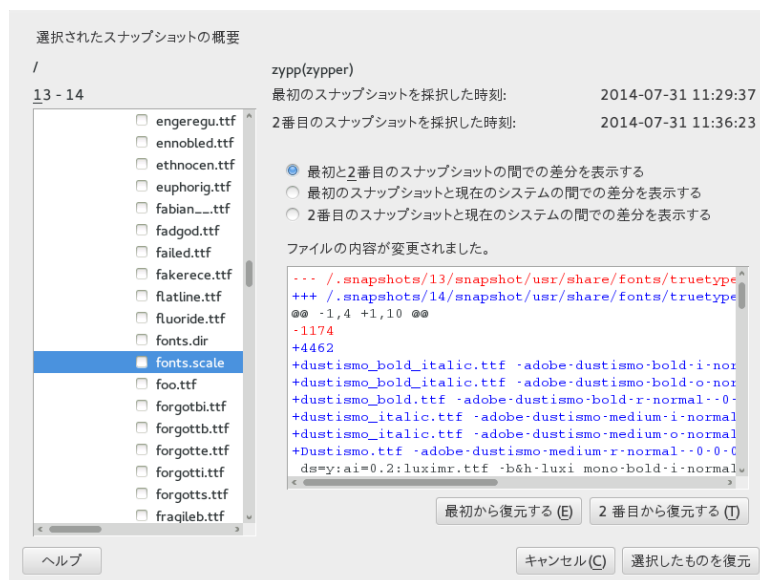 選択されたスナップショットの概要
/
zypp(zypper)
13 - 14
最初のスナップショットを採択した時刻: 2014-07-31 11:29:37
2番目のスナップショットを採択した時刻: 2014-07-31 11:36:23
engeregu.ttf
ennobled.ttf
ethnocen.ttf
euphorig.ttf
fabian__.ttf
fadgod.ttf
failed.ttf
fakerece.ttf
flatline.ttf
fluoride.ttf
fonts.dir
fonts.scale
foo.ttf
forgotbi.ttf
forgottb.ttf
forgotte.ttf
forgotti.ttf
forgotts.ttf
fragileb.ttf
最初と2番目のスナップショットの間での差分を表示する
最初のスナップショットと現在のシステムの間での差分を表示する
2番目のスナップショットと現在のシステムの間での差分を表示する
ファイルの内容が変更されました。
--- /.snapshots/13/snapshot/usr/share/fonts/truetype
+++ /.snapshots/14/snapshot/usr/share/fonts/truetype
@@ -1,4 +1,10 @@
-1174
+4462
+dustismo_bold_italic.ttf -adobe-dustismo-bold-i-nor
+dustismo_bold_italic.ttf -adobe-dustismo-bold-o-nor
+dustismo_bold.ttf -adobe-dustismo-bold-r-normal--0-
+dustismo_italic.ttf -adobe-dustismo-medium-i-normal
+dustismo_italic.ttf -adobe-dustismo-medium-o-normal
+Dustismo.ttf -adobe-dustismo-medium-r-normal--0-0-0
ds=y:ai=0.2:luximr.ttf -b&h-luxi mono-bold-i-normal
最初から復元する (E)
2 番目から復元する (T)
ヘルプ
キャンセル(C)
選択したものを復元